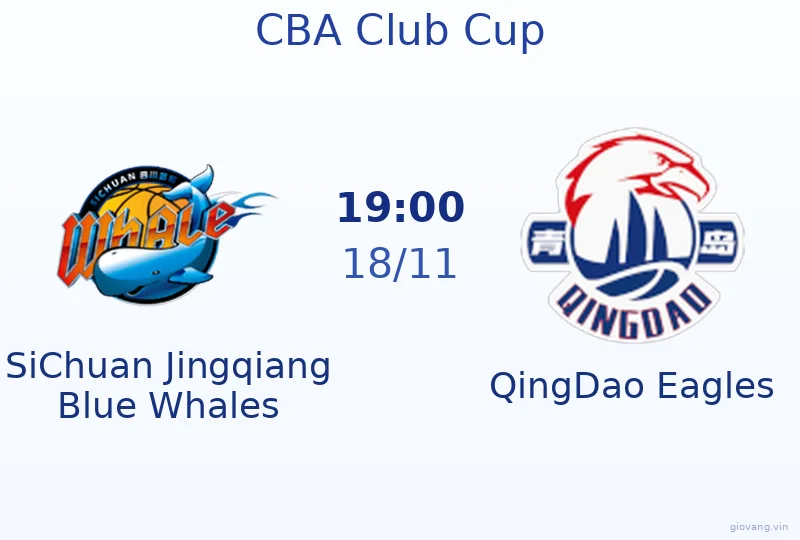 CBA Club Cup
SICHUAN
Whale
19:00
18/11
青 岛
QINGDAO
SiChuan Jingqiang
Blue Whales
QingDao Eagles
giovang.vin